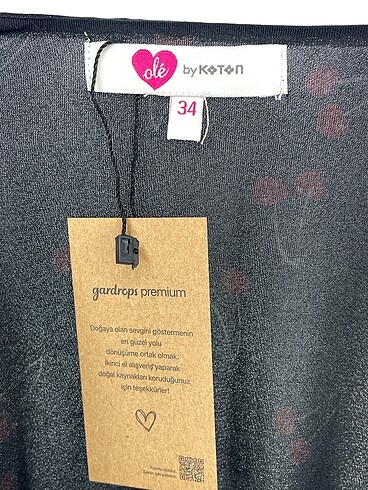 olé by KOTON
34
gardrops premium
Doğaya olan sevgini göstermenin
en güzel yolu
dönüşüme ortak olmak.
İkinci el alışveriş yaparak
doğal kaynakları koruduğunuz
için teşekkürler!